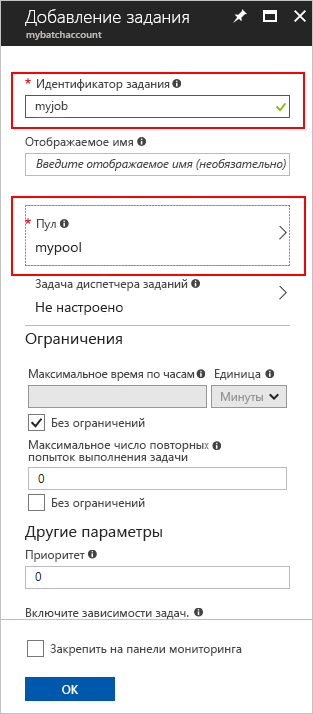 Добавление задания
mybatchaccount
* Идентификатор задания
myjob
Отображаемое имя
Введите отображаемое имя (необязательно)
* Пул
mypool
Задача диспетчера заданий
Не настроено
Ограничения
Максимальное время по часам Единица
Минуты
Без ограничений
Максимальное число повторных
попыток выполнения задачи
0
Без ограничений
Другие параметры
Приоритет
0
Включите зависимости задач.
Закрепить на панели мониторинга
ОК